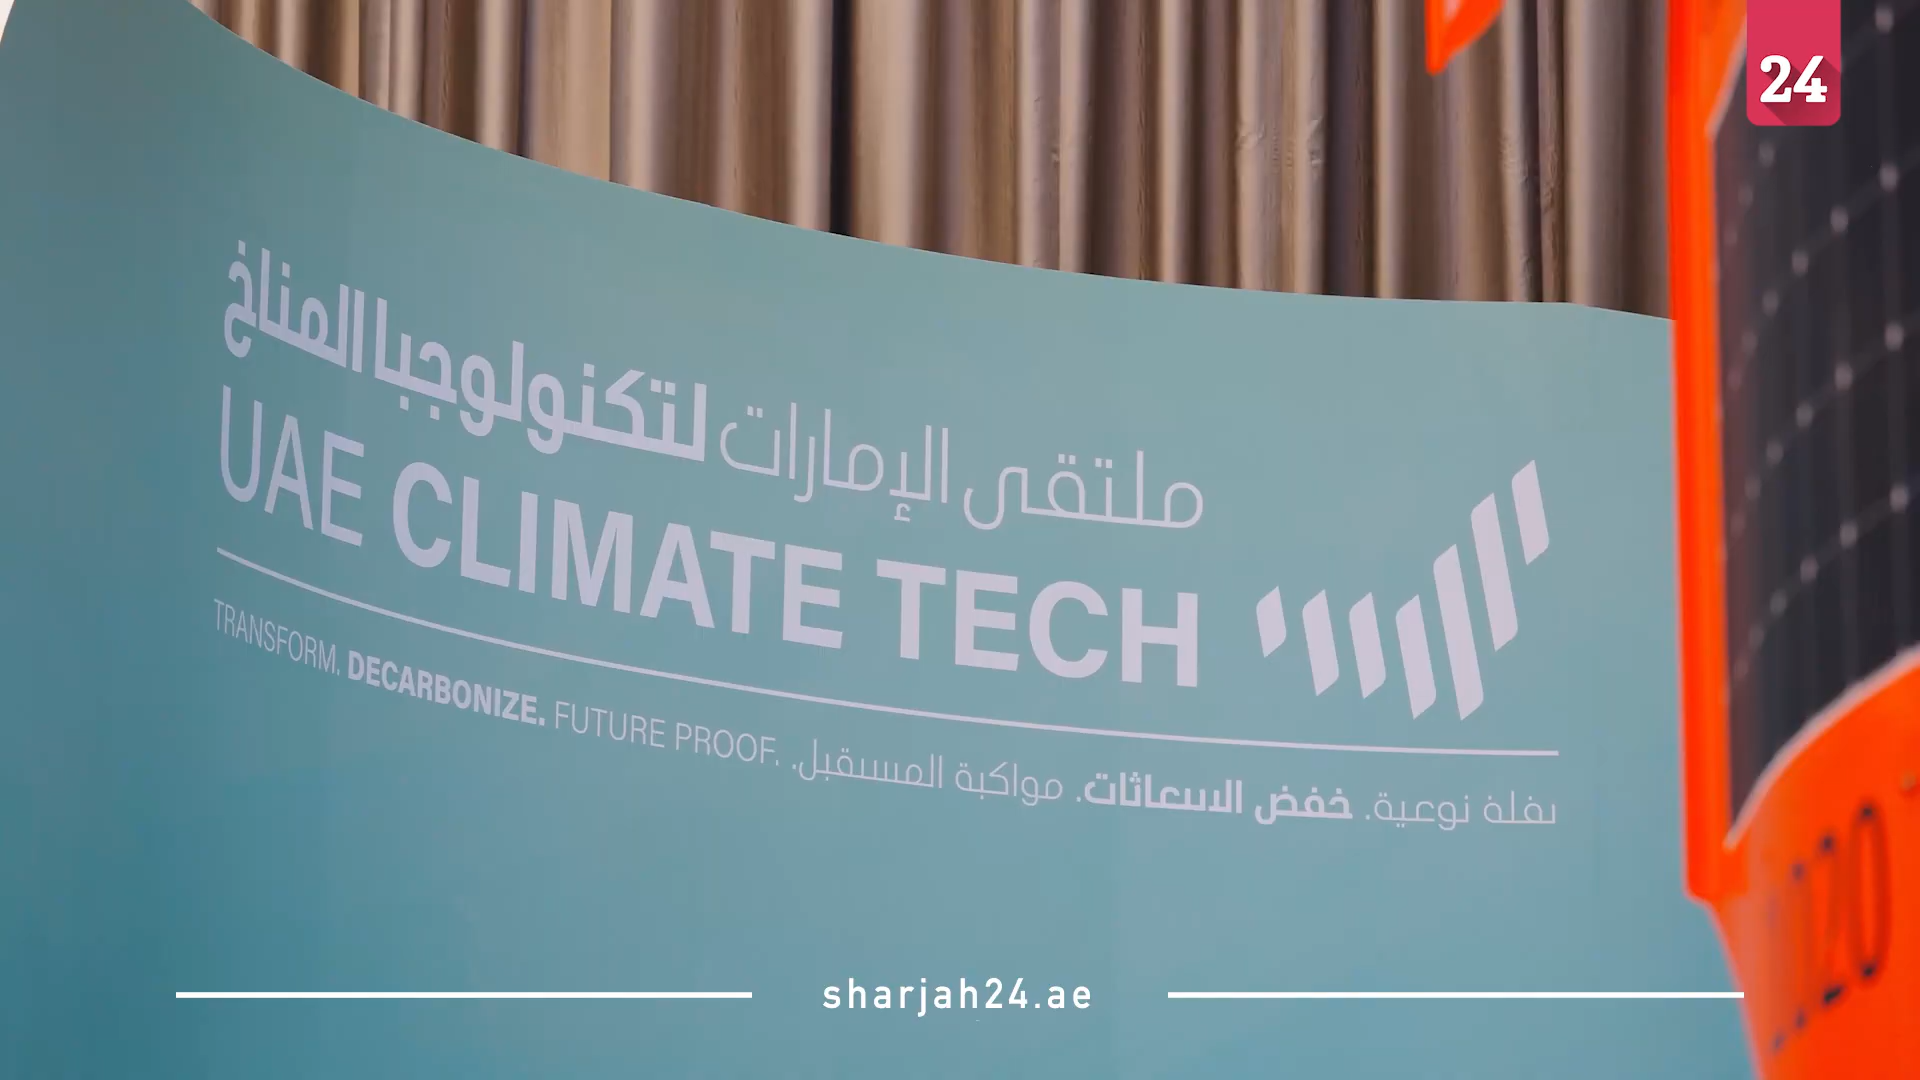 24
ملتقى الإمارات لتكنولوجيا المناخ
UAE CLIMATE TECH
TRANSFORM. DECARBONIZE. FUTURE PROOF.
نقلة نوعية. خفض الانبعاثات. مواكبة المستقبل.
sharjah24.ae